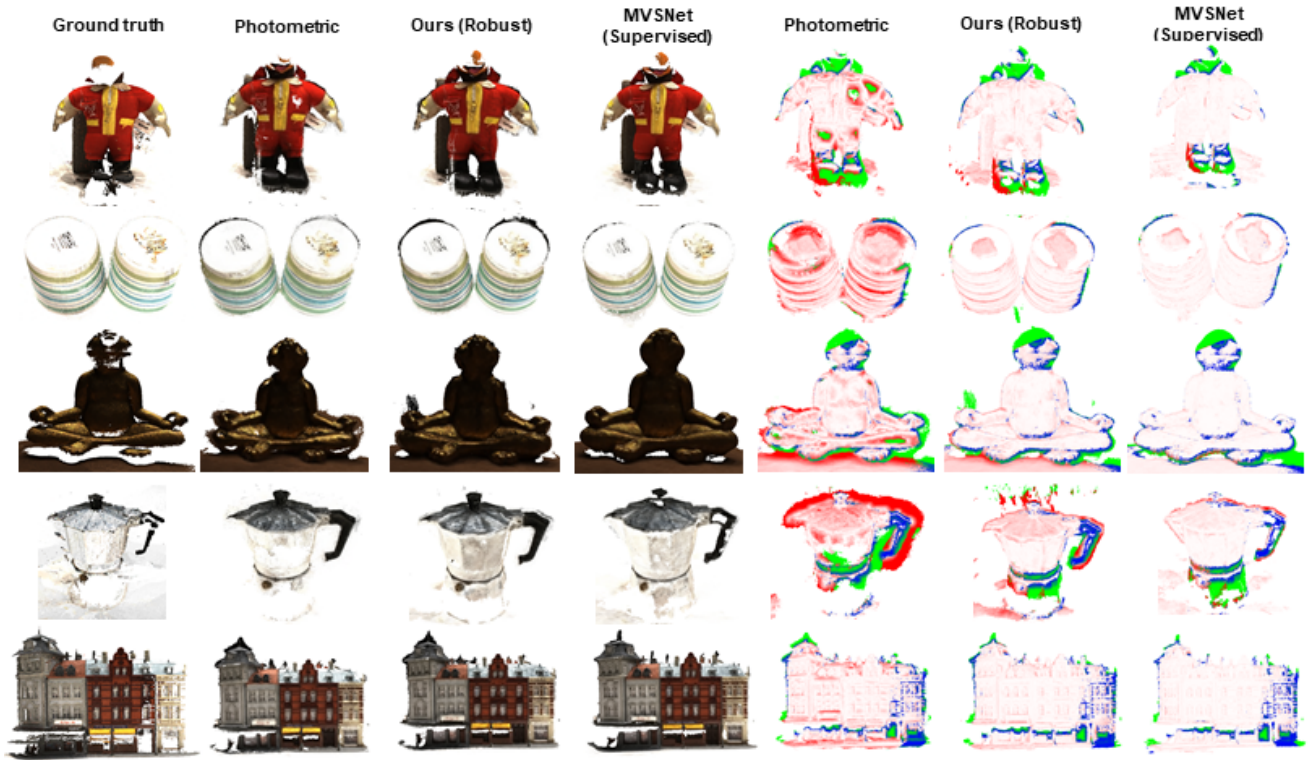 Ground truth
Photometric
Ours (Robust)
MVSNet
(Supervised)
Photometric
Ours (Robust)
MVSNet
(Supervised)